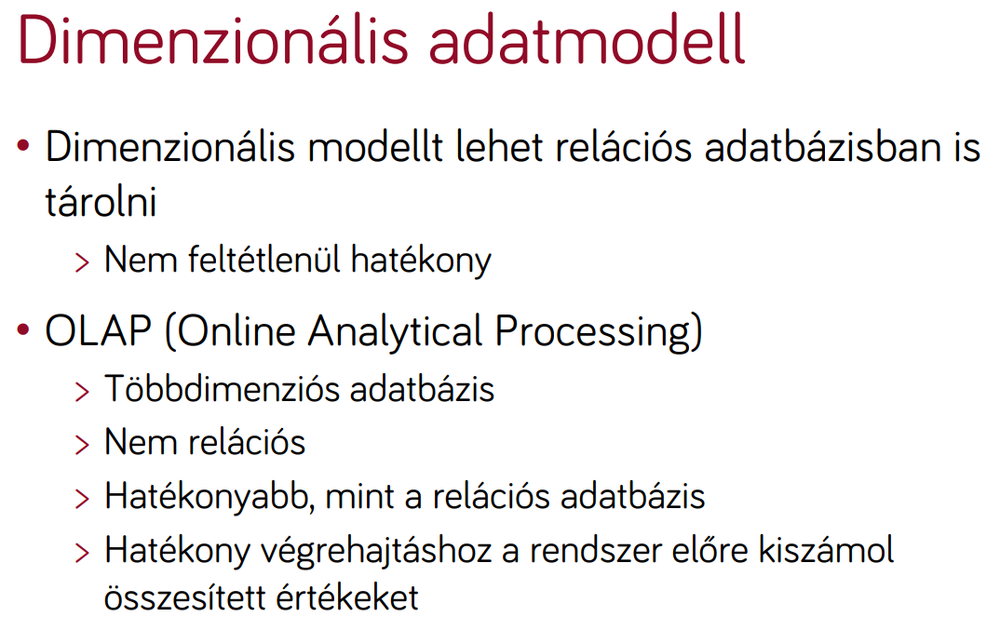 Dimenzionális adatmodell
• Dimenzionális modellt lehet relációs adatbázisban is
tárolni
> Nem feltétlenül hatékony
• OLAP (Online Analytical Processing)
> Többdimenziós adatbázis
> Nem relációs
> Hatékonyabb, mint a relációs adatbázis
> Hatékony végrehajtáshoz a rendszer előre kiszámol
összesített értékeket